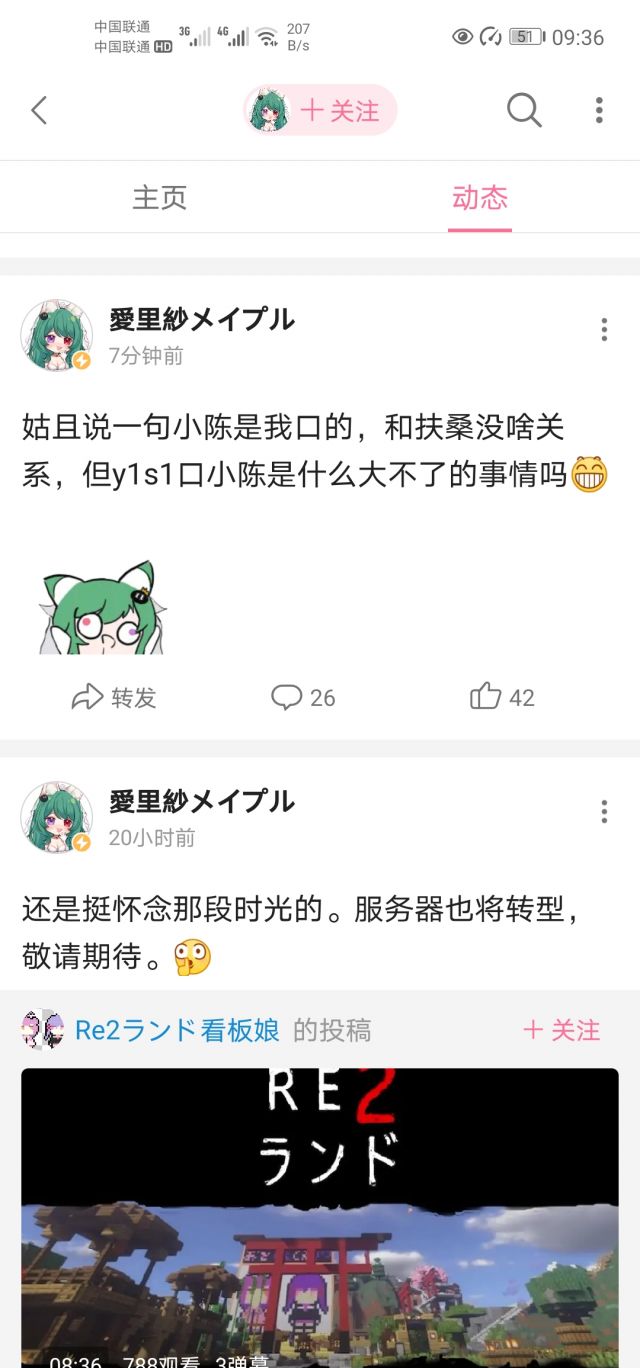 中国联通
中国联通 HD
3G 4G 207 B/s
51 09:36
关注
主页 动态
愛里紗メイプル
7分钟前
姑且说一句小陈是我口的，和扶桑没啥关
系，但y1s1口小陈是什么大不了的事情吗
转发 26 42
愛里紗メイプル
20小时前
还是挺怀念那段时光的。服务器也将转型，
敬请期待。
Re2ランド看板娘 的投稿 + 关注
RE2
ランド
08:36 788观看 3弹幕